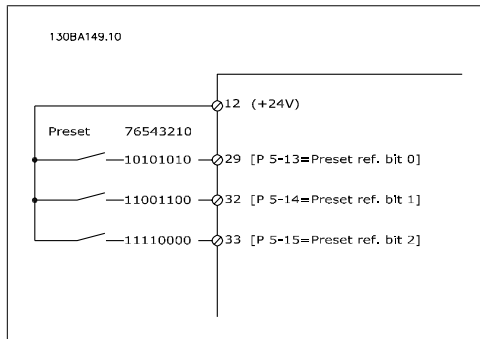 130BA149.10
12 (+24V)
Preset 76543210
10101010 29 [P 5-13=Preset ref. bit 0]
11001100 32 [P 5-14=Preset ref. bit 1]
11110000 33 [P 5-15=Preset ref. bit 2]